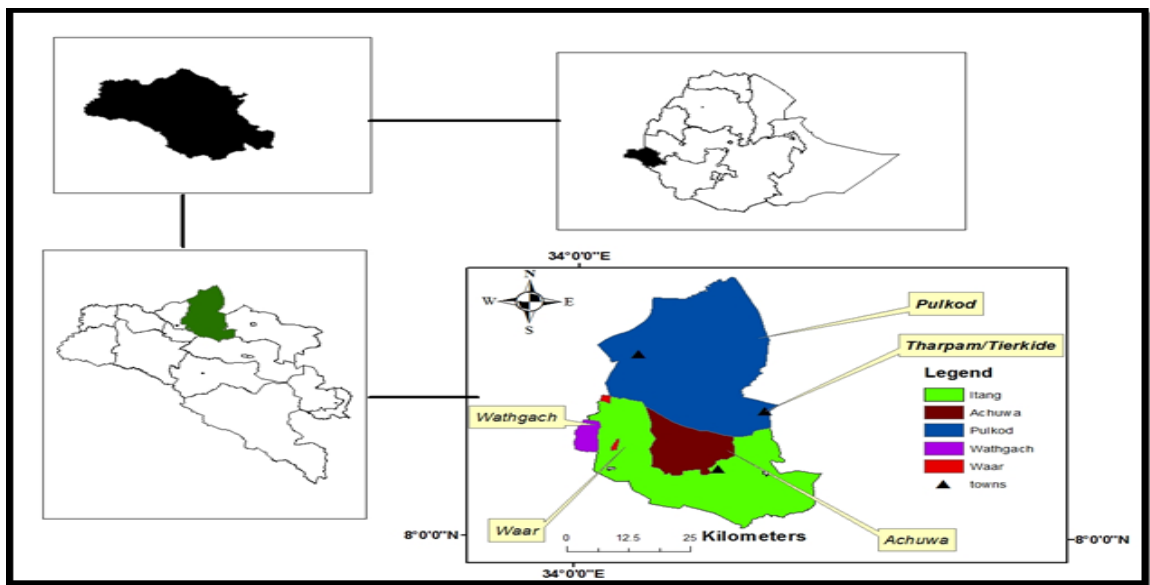 34°0'0"E
N
W E
S
Pulkod
Tharpam/Tierkide
Legend
Itang
Achuwa
Pulkod
Wathgach
Waar
towns
Wathgach
Waar
Achuwa
0 12.5 25 Kilometers
8°0'0"N
8°0'0"N
34°0'0"E